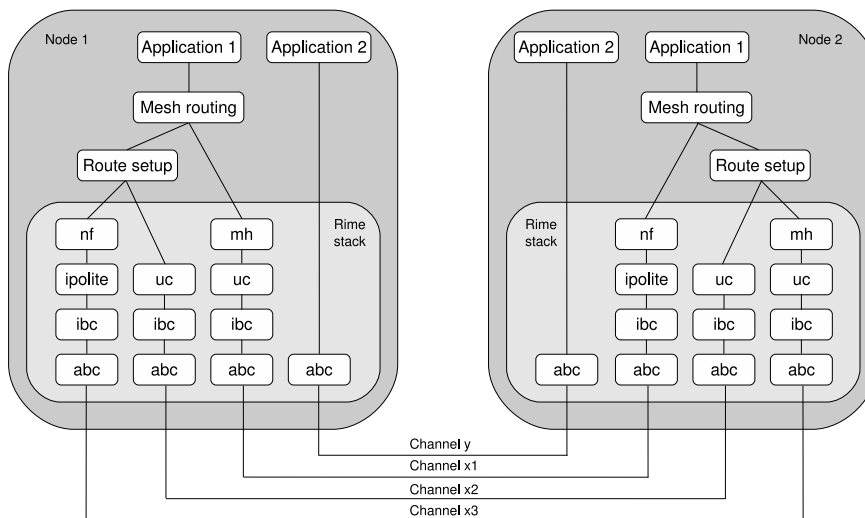 Node 1
Application 1
Application 2
Mesh routing
Route setup
Rime
stack
nf
mh
ipolite
uc
uc
ibc
ibc
ibc
abc
abc
abc
abc
Application 2
Application 1
Node 2
Mesh routing
Route setup
Rime
stack
nf
mh
ipolite
uc
uc
ibc
ibc
ibc
abc
abc
abc
abc
Channel y
Channel x1
Channel x2
Channel x3